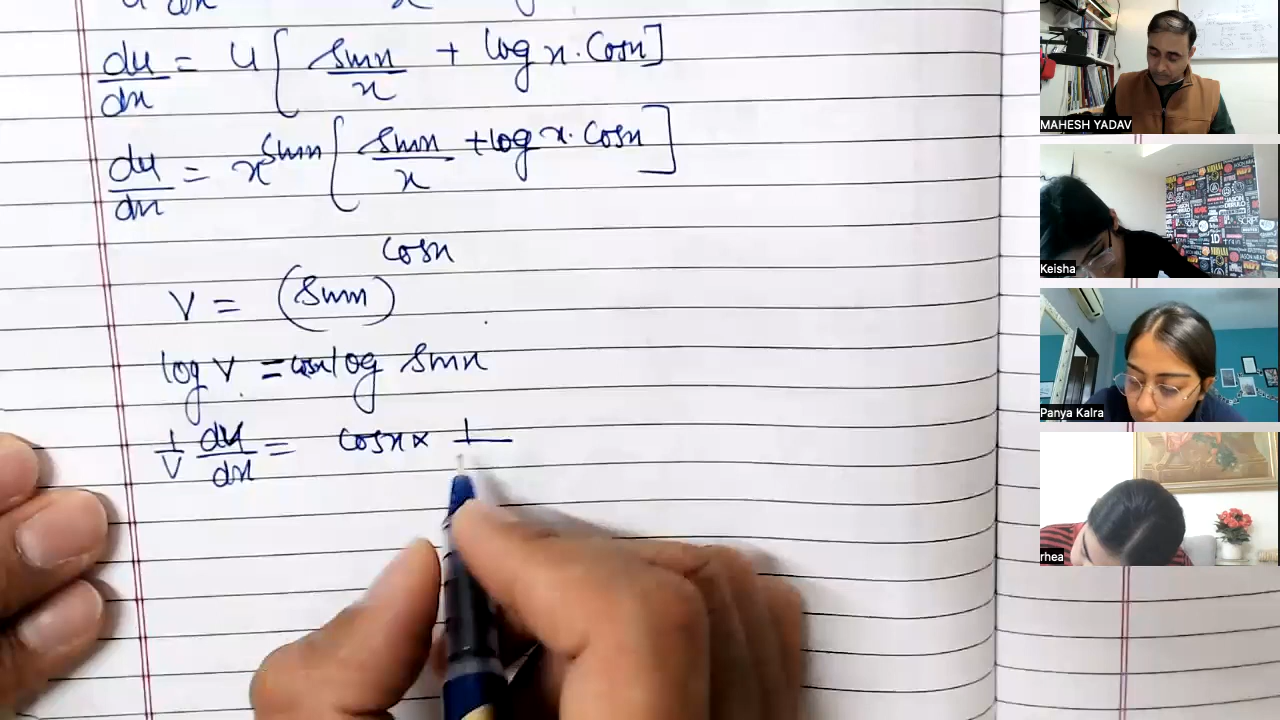 du/dx = u [ sinx/x + log x . cosx ]
du/dx = x^sinx [ sinx/x + log x . cosx ]
v = (sinx)^cosx
log v = cosx log sinx
1/v du/dx = cosx × 1/
MAHESH YADAV
Keisha
Panya Kalra
rhea